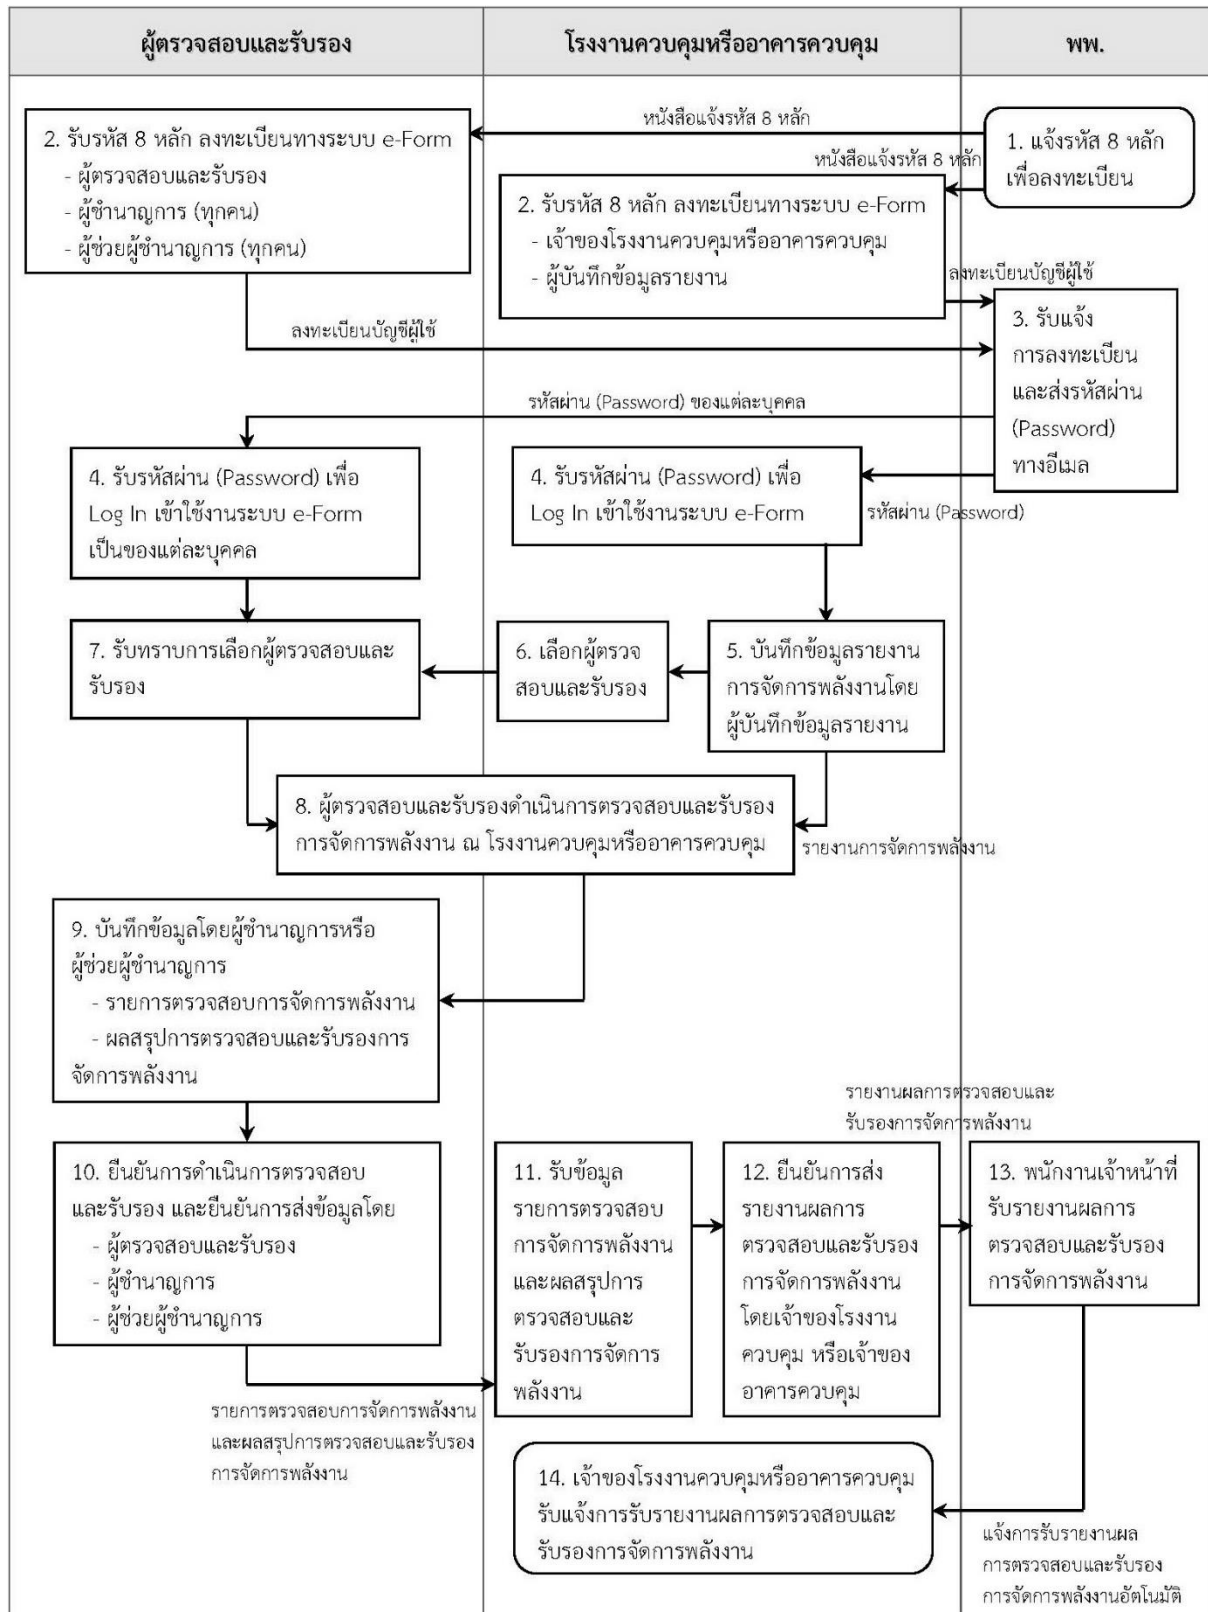 ผู้ตรวจสอบและรับรอง
โรงงานควบคุมหรืออาคารควบคุม
พพ.
หนังสือแจ้งรหัส 8 หลัก
1. แจ้งรหัส 8 หลัก
เพื่อลงทะเบียน
2. รับรหัส 8 หลัก ลงทะเบียนทางระบบ e-Form
- ผู้ตรวจสอบและรับรอง
- ผู้ชำนาญการ (ทุกคน)
- ผู้ช่วยผู้ชำนาญการ (ทุกคน)
หนังสือแจ้งรหัส 8 หลัก
2. รับรหัส 8 หลัก ลงทะเบียนทางระบบ e-Form
- เจ้าของโรงงานควบคุมหรืออาคารควบคุม
- ผู้บันทึกข้อมูลรายงาน
ลงทะเบียนบัญชีผู้ใช้
ลงทะเบียนบัญชีผู้ใช้
3. รับแจ้ง
การลงทะเบียน
และส่งรหัสผ่าน
(Password)
ทางอีเมล
รหัสผ่าน (Password) ของแต่ละบุคคล
4. รับรหัสผ่าน (Password) เพื่อ
Log In เข้าใช้งานระบบ e-Form
เป็นของแต่ละบุคคล
4. รับรหัสผ่าน (Password) เพื่อ
Log In เข้าใช้งานระบบ e-Form
รหัสผ่าน (Password)
7. รับทราบการเลือกผู้ตรวจสอบและ
รับรอง
6. เลือกผู้ตรวจ
สอบและรับรอง
5. บันทึกข้อมูลรายงาน
การจัดการพลังงานโดย
ผู้บันทึกข้อมูลรายงาน
8. ผู้ตรวจสอบและรับรองดำเนินการตรวจสอบและรับรอง
การจัดการพลังงาน ณ โรงงานควบคุมหรืออาคารควบคุม
รายงานการจัดการพลังงาน
9. บันทึกข้อมูลโดยผู้ชำนาญการหรือ
ผู้ช่วยผู้ชำนาญการ
- รายการตรวจสอบการจัดการพลังงาน
- ผลสรุปการตรวจสอบและรับรองการ
จัดการพลังงาน
รายงานผลการตรวจสอบและ
รับรองการจัดการพลังงาน
10. ยืนยันการดำเนินการตรวจสอบ
และรับรอง และยืนยันการส่งข้อมูลโดย
- ผู้ตรวจสอบและรับรอง
- ผู้ชำนาญการ
- ผู้ช่วยผู้ชำนาญการ
11. รับข้อมูล
รายการตรวจสอบ
การจัดการพลังงาน
และผลสรุปการ
ตรวจสอบและ
รับรองการจัดการ
พลังงาน
12. ยืนยันการส่ง
รายงานผลการ
ตรวจสอบและรับรอง
การจัดการพลังงาน
โดยเจ้าของโรงงาน
ควบคุม หรือเจ้าของ
อาคารควบคุม
13. พนักงานเจ้าหน้าที่
รับรายงานผลการ
ตรวจสอบและรับรอง
การจัดการพลังงาน
รายการตรวจสอบการจัดการพลังงาน
และผลสรุปการตรวจสอบและรับรอง
การจัดการพลังงาน
14. เจ้าของโรงงานควบคุมหรืออาคารควบคุม
รับแจ้งการรับรายงานผลการตรวจสอบและ
รับรองการจัดการพลังงาน
แจ้งการรับรายงานผล
การตรวจสอบและรับรอง
การจัดการพลังงานอัตโนมัติ